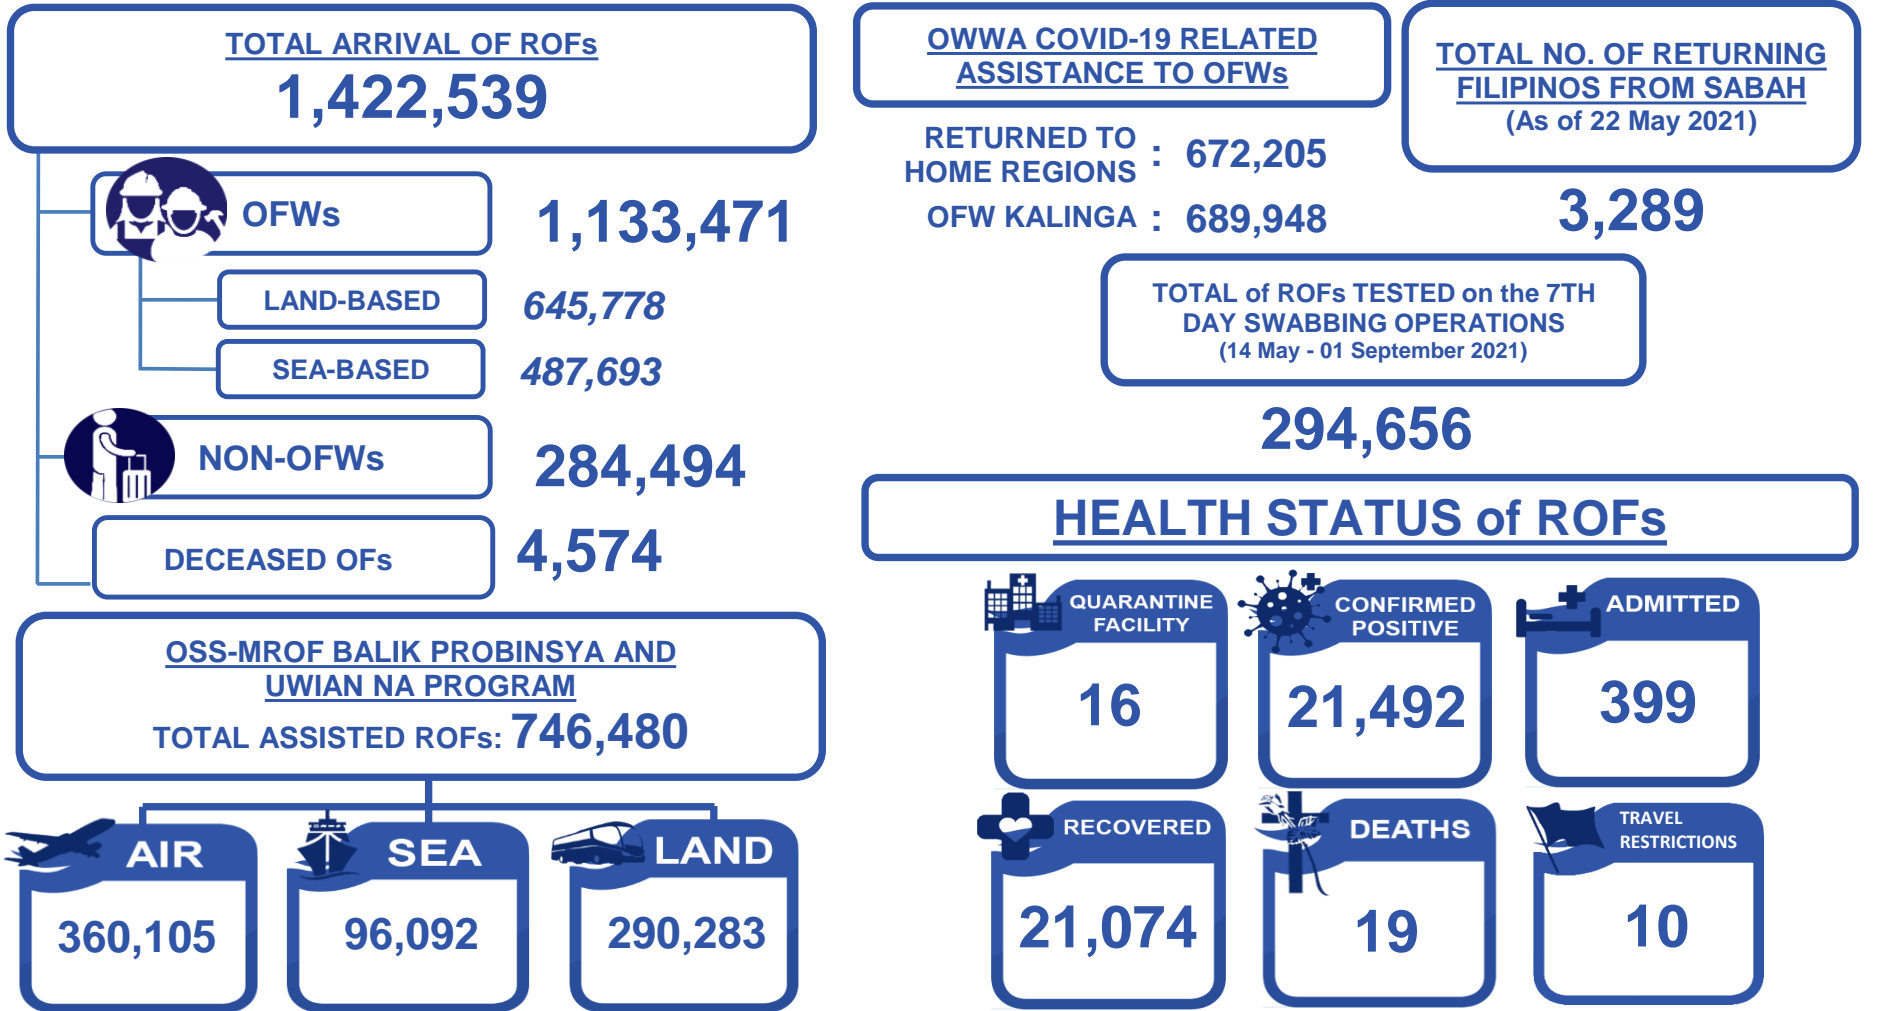 TOTAL ARRIVAL OF ROFs
1,422,539
OFWs
1,133,471
LAND-BASED
645,778
SEA-BASED
487,693
NON-OFWs
284,494
DECEASED OFs
4,574
OSS-MROF BALIK PROBINSYA AND
UWIAN NA PROGRAM
TOTAL ASSISTED ROFs: 746,480
AIR
360,105
SEA
96,092
LAND
290,283
OWWA COVID-19 RELATED
ASSISTANCE TO OFWs
RETURNED TO
HOME REGIONS : 672,205
OFW KALINGA : 689,948
TOTAL NO. OF RETURNING
FILIPINOS FROM SABAH
(As of 22 May 2021)
3,289
TOTAL of ROFs TESTED on the 7TH
DAY SWABBING OPERATIONS
(14 May - 01 September 2021)
294,656
HEALTH STATUS of ROFs
QUARANTINE
FACILITY
16
CONFIRMED
POSITIVE
21,492
ADMITTED
399
RECOVERED
21,074
DEATHS
19
TRAVEL
RESTRICTIONS
10